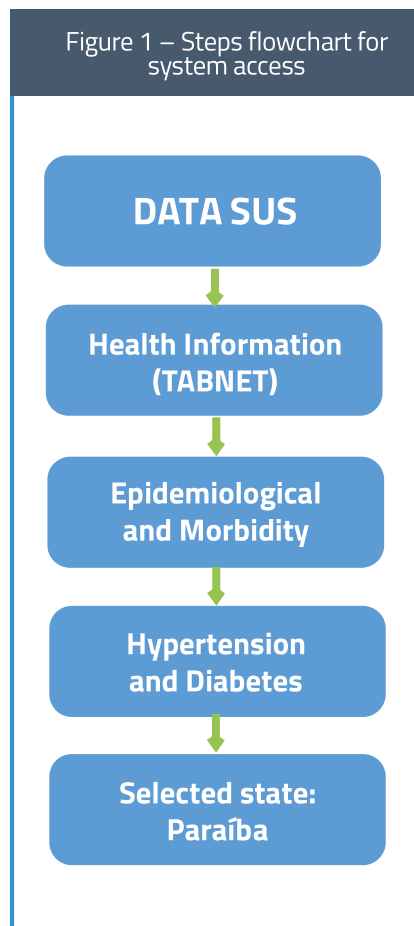 Figure 1 – Steps flowchart for
system access
DATA SUS
Health Information
(TABNET)
Epidemiological
and Morbidity
Hypertension
and Diabetes
Selected state:
Paraíba